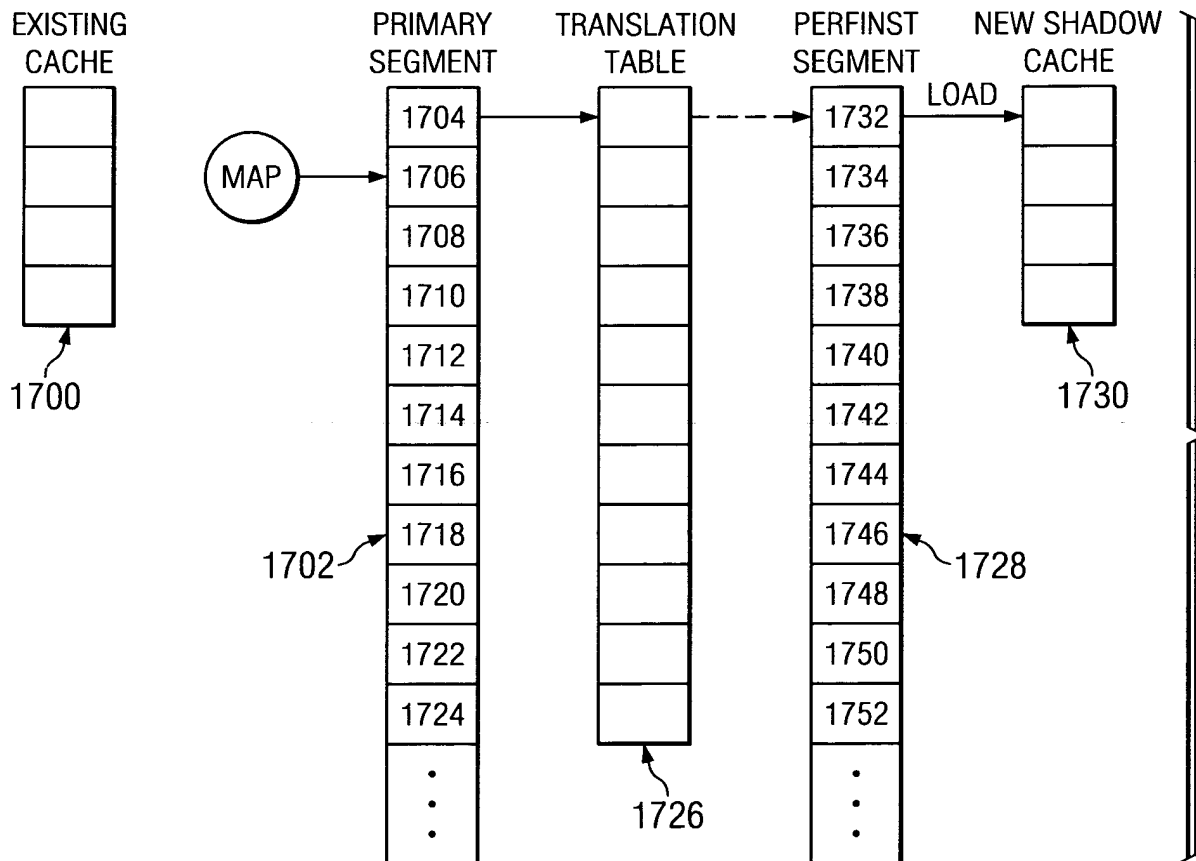 EXISTING
CACHE
PRIMARY
SEGMENT
TRANSLATION
TABLE
PERFINST
SEGMENT
NEW SHADOW
CACHE
LOAD
MAP
1704
1706
1708
1710
1712
1714
1716
1718
1720
1722
1724
1732
1734
1736
1738
1740
1742
1744
1746
1748
1750
1752
1700
1702
1726
1728
1730